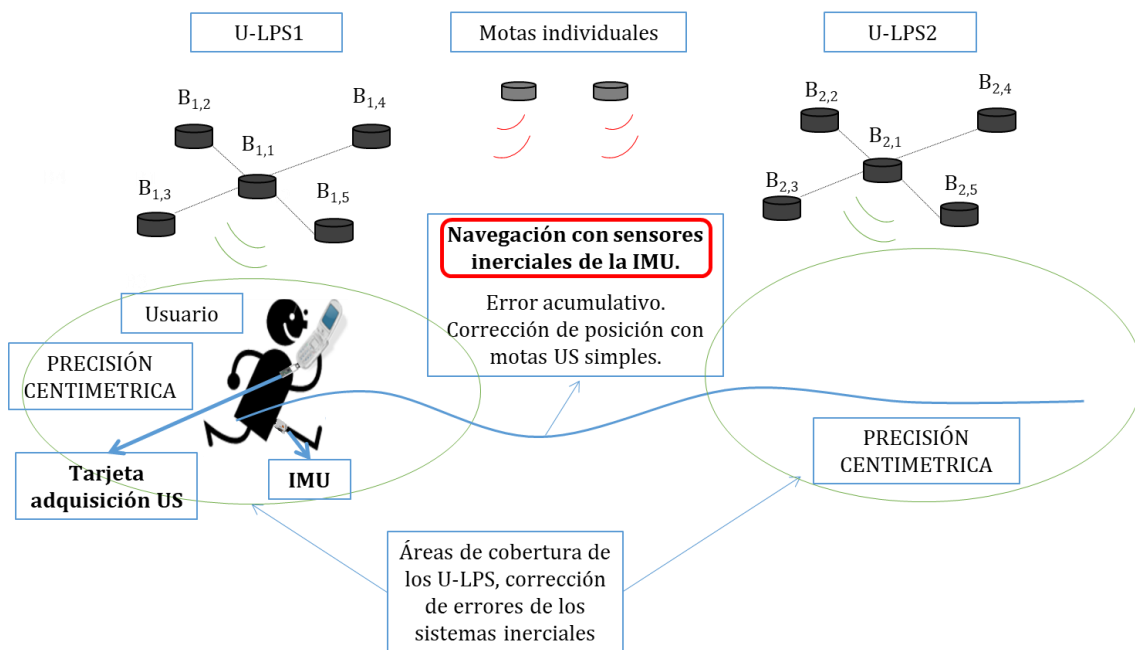 U-LPS1
Motas individuales
U-LPS2
B1,2
B1,4
B1,1
B1,3
B1,5
B2,2
B2,4
B2,1
B2,3
B2,5
Navegación con sensores
inerciales de la IMU.
Error acumulativo.
Corrección de posición con
motas US simples.
Usuario
PRECISIÓN
CENTIMETRICA
Tarjeta
adquisición US
IMU
PRECISIÓN
CENTIMETRICA
Áreas de cobertura de
los U-LPS, corrección
de errores de los
sistemas inerciales